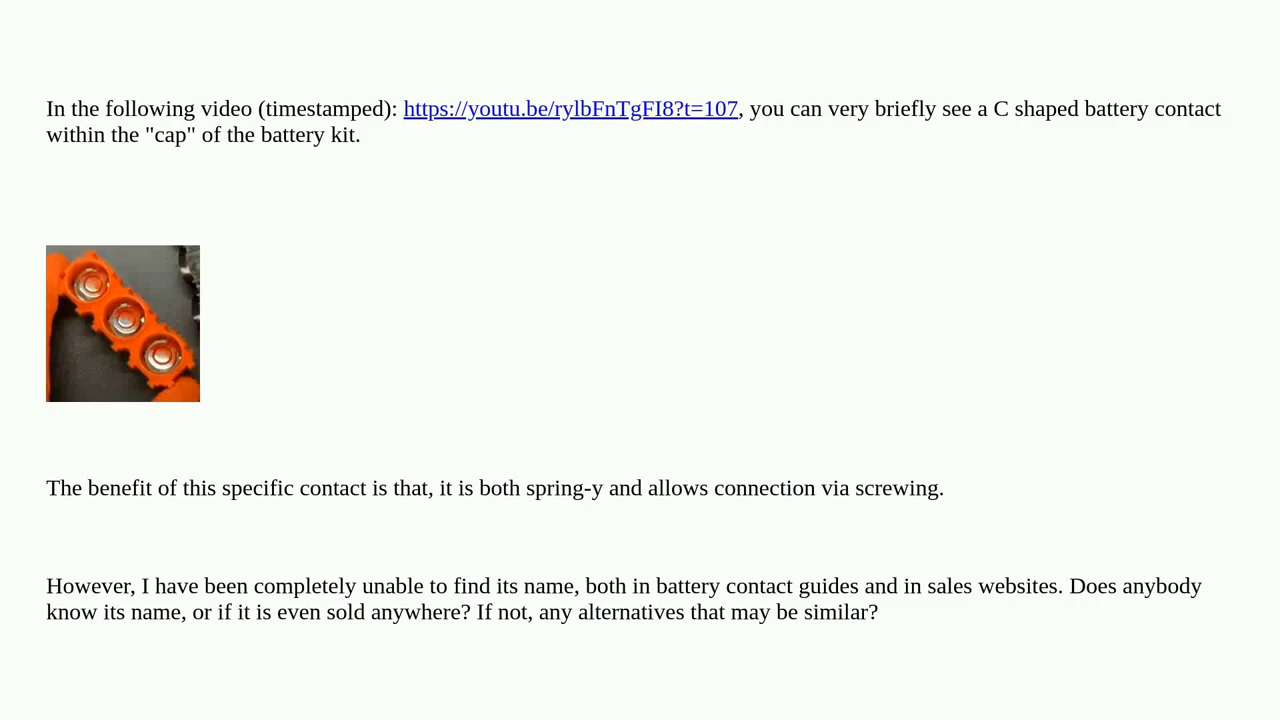 In the following video (timestamped): https://youtu.be/rylbFnTgFI8?t=107, you can very briefly see a C shaped battery contact
within the "cap" of the battery kit.
The benefit of this specific contact is that, it is both spring-y and allows connection via screwing.
However, I have been completely unable to find its name, both in battery contact guides and in sales websites. Does anybody
know its name, or if it is even sold anywhere? If not, any alternatives that may be similar?